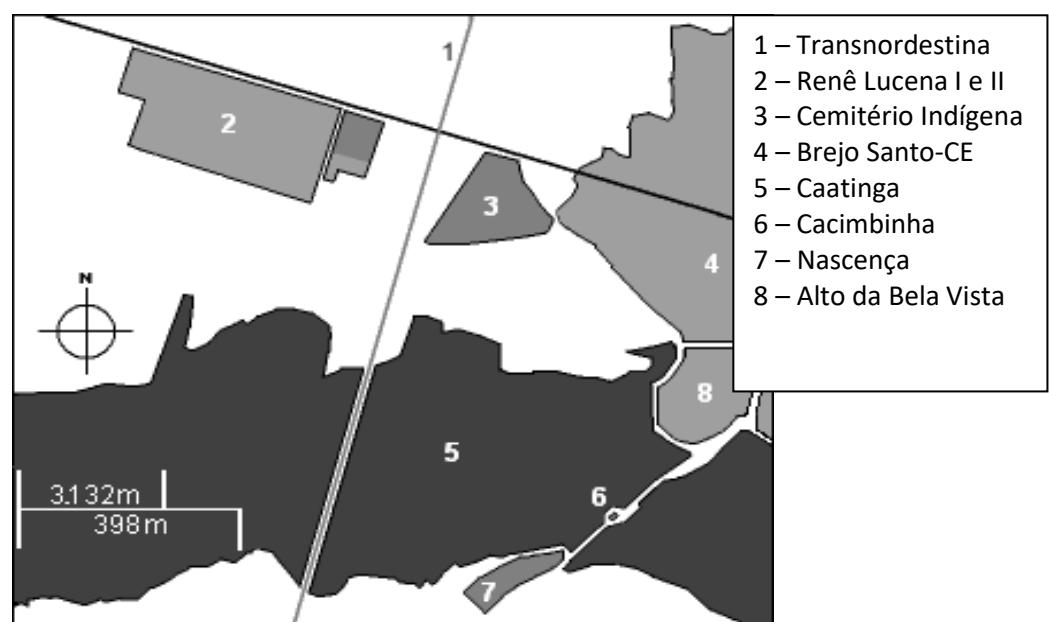 1 – Transnordestina
2 – Renê Lucena I e II
3 – Cemitério Indígena
4 – Brejo Santo-CE
5 – Caatinga
6 – Cacimbinha
7 – Nascença
8 – Alto da Bela Vista
1
2
3
4
N
8
5
6
3.132m
398m
7